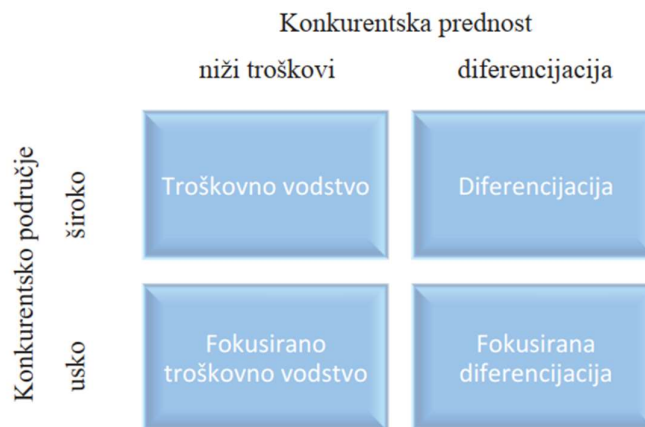 Konkurentska prednost
niži troškovi
diferencijacija
Konkurentsko područje
široko
Troškovno vodstvo
Diferencijacija
usko
Fokusirano
troškovno vodstvo
Fokusirana
diferencijacija